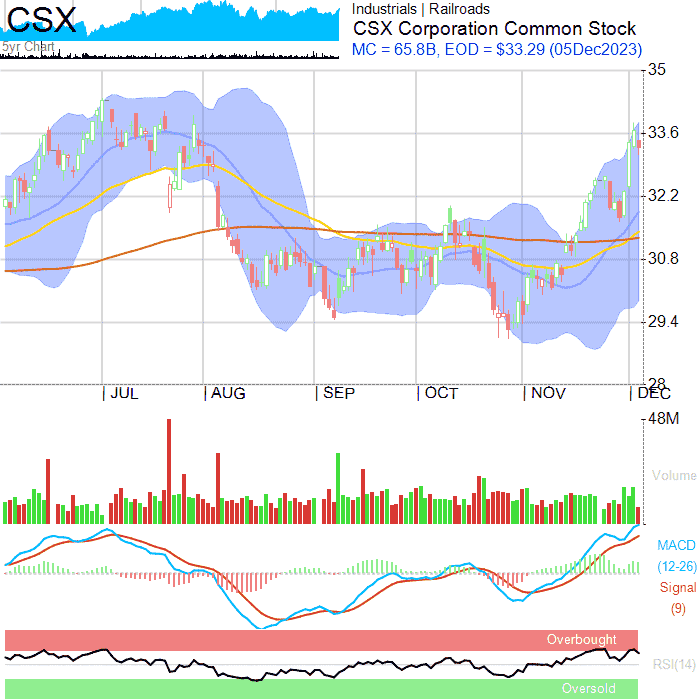 CSX
5yr Chart
Industrials | Railroads
CSX Corporation Common Stock
MC = 65.8B, EOD = $33.29 (05Dec2023)
35
33.6
32.2
30.8
29.4
28
JUL AUG SEP OCT NOV DEC
48M
Volume
MACD
(12-26)
Signal
(9)
Overbought
RSI(14)
Oversold